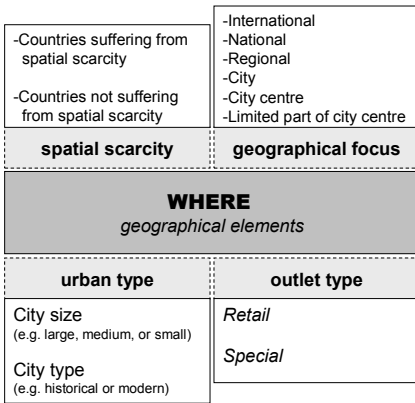 -Countries suffering from
spatial scarcity
-Countries not suffering
from spatial scarcity
spatial scarcity
-International
-National
-Regional
-City
-City centre
-Limited part of city centre
geographical focus
WHERE
geographical elements
urban type
City size
(e.g. large, medium, or small)
City type
(e.g. historical or modern)
outlet type
Retail
Special